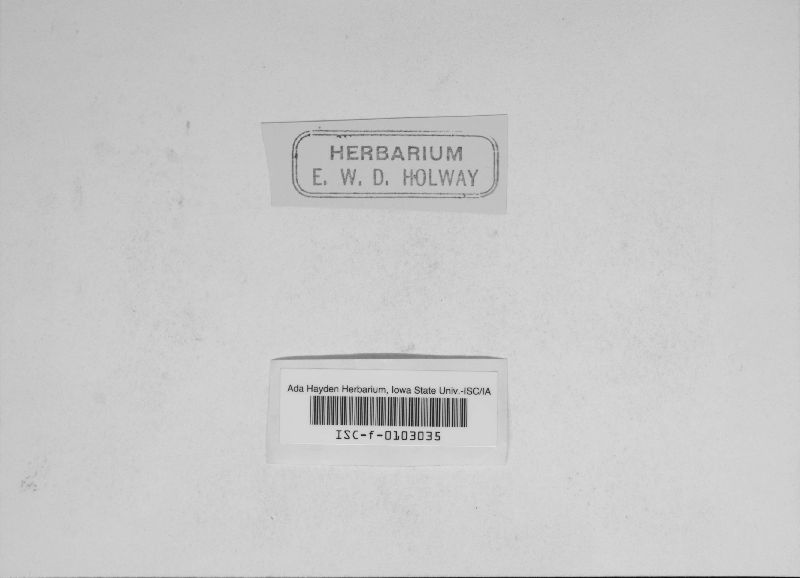 HERBARIUM
E. W. D. HOLWAY
Ada Hayden Herbarium, Iowa State Univ.-ISC/IA
ISC-f-0103035